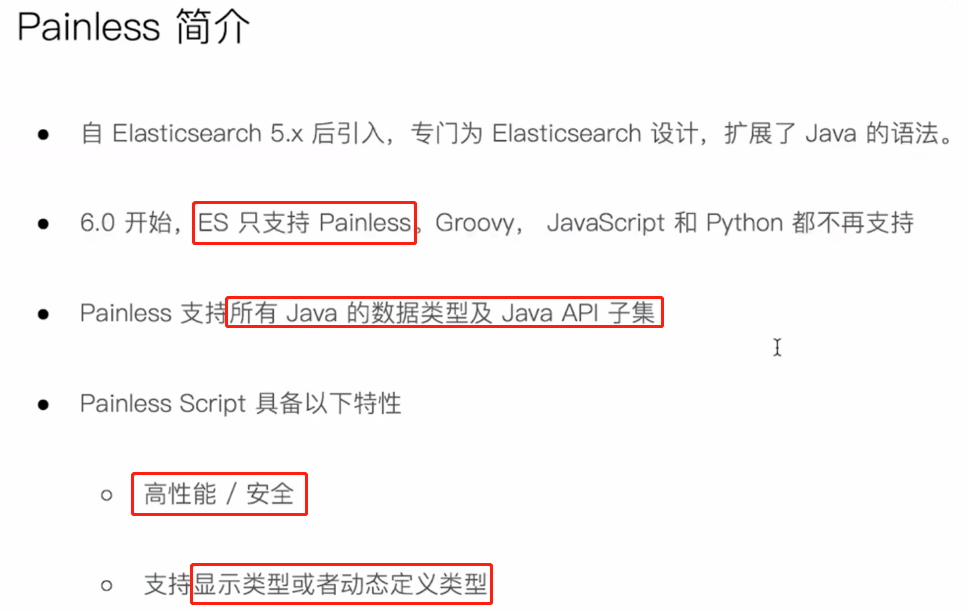 Painless 简介
自 Elasticsearch 5.x 后引入，专门为 Elasticsearch 设计，扩展了 Java 的语法。
6.0 开始，ES 只支持 Painless。Groovy， JavaScript 和 Python 都不再支持
Painless 支持所有 Java 的数据类型及 Java API 子集
Painless Script 具备以下特性
高性能 / 安全
支持显示类型或者动态定义类型